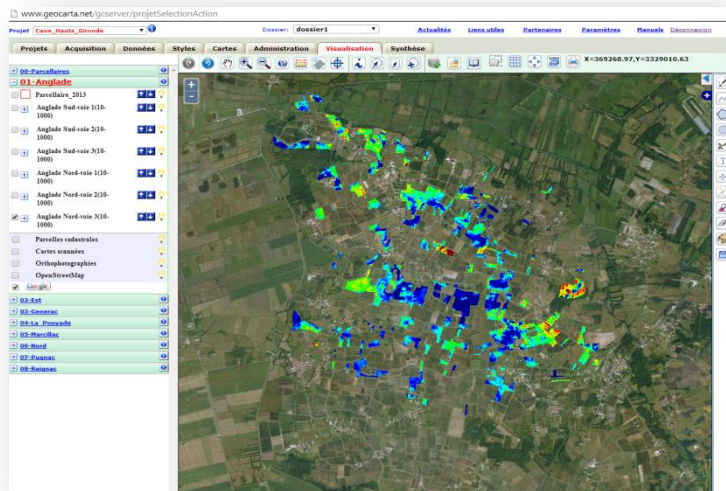 www.geocarta.net/gcserver/projetSelectionAction
Projet Cave_Hauts_Gironde Dossier: dossier1 Actualités Liens utiles Partenaires Paramètres Manuels Déconnexion
Projets Acquisition Données Styles Cartes Administration Visualisation Synthèse
X=369268.97,Y=3329010.63
00-Parcellaires
01-Anglade
Parcellaire_2013
Anglade Sud-voie 1(10-
1000)
Anglade Sud-voie 2(10-
1000)
Anglade Sud-voie 3(10-
1000)
Anglade Nord-voie 1(10-
1000)
Anglade Nord-voie 2(10-
1000)
Anglade Nord-voie 3(10-
1000)
Parcelles cadastrales
Cartes scannées
Orthophotographies
OpenStreetMap
Google
02-Est
03-Generac
04-La_Pouyade
05-Marcillac
06-Nord
07-Pugnac
08-Reignac